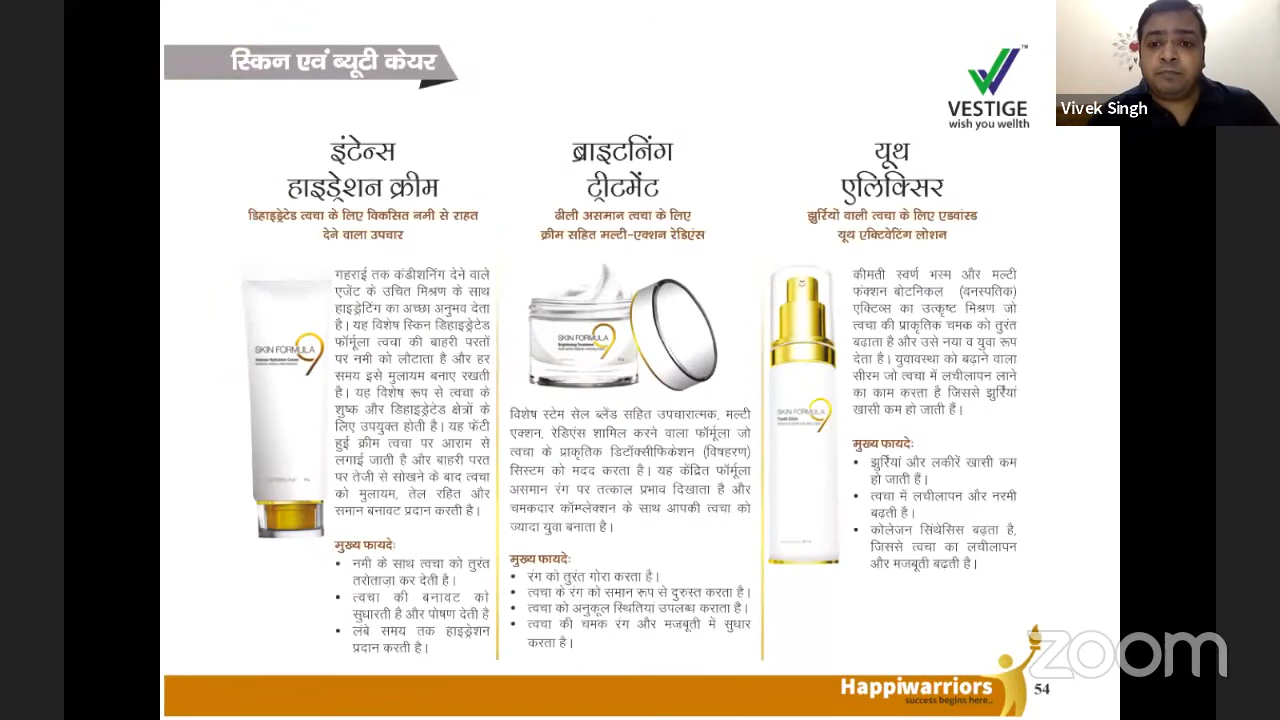 स्किन एवं ब्यूटी केयर
VESTIGE
TM
wish you wellth
Vivek Singh
इंटेन्स
हाइड्रेशन क्रीम
डिहाइड्रेटेड त्वचा के लिए विकसित नमी से राहत
देने वाला उपचार
SKIN FORMULA 9
Intense Hydration Creme
गहराई तक कंडीशनिंग देने वाले
एजेंट के उचित मिश्रण के साथ
हाइड्रेटिंग का अच्छा अनुभव देता
है। यह विशेष स्किन डिहाइड्रेटेड
फॉर्मूला त्वचा की बाहरी परतों
पर नमी को लौटाता है और हर
समय इसे मुलायम बनाए रखती
है। यह विशेष रूप से त्वचा के
शुष्क और डिहाइड्रेटेड क्षेत्रों के
लिए उपयुक्त होती है। यह फेंटी
हुई क्रीम त्वचा पर आराम से
लगाई जाती है और बाहरी परत
पर तेजी से सोखने के बाद त्वचा
को मुलायम, तेल रहित और
समान बनावट प्रदान करती है।
मुख्य फायदे:
• नमी के साथ त्वचा को तुरंत
तरोताज़ा कर देती है।
• त्वचा की बनावट को
सुधारती है और पोषण देती है
• लंबे समय तक हाइड्रेशन
प्रदान करती है।
ब्राइटनिंग
ट्रीटमेंट
ढीली असमान त्वचा के लिए
क्रीम सहित मल्टी-एक्शन रेडिएंस
SKIN FORMULA 9
Brightening Treatment
विशेष स्टेम सेल ब्लेंड सहित उपचारात्मक, मल्टी
एक्शन, रेडिएंस शामिल करने वाला फॉर्मूला जो
त्वचा के प्राकृतिक डिटॉक्सीफिकेशन (विषहरण)
सिस्टम को मदद करता है। यह केंद्रित फॉर्मूला
असमान रंग पर तत्काल प्रभाव दिखाता है और
चमकदार कॉम्प्लेक्शन के साथ आपकी त्वचा को
ज्यादा युवा बनाता है।
मुख्य फायदे:
• रंग को तुरंत गोरा करता है।
• त्वचा के रंग को समान रूप से दुरुस्त करता है।
• त्वचा को अनुकूल स्थितियां उपलब्ध कराता है।
• त्वचा की चमक रंग और मजबूती में सुधार
करता है।
यूथ
एलिक्सिर
झुर्रियों वाली त्वचा के लिए एडवांस्ड
यूथ एक्टिवेटिंग लोशन
SKIN FORMULA 9
Youth Elixir
कीमती स्वर्ण भस्म और मल्टी
फंक्शन बोटनिकल (वनस्पतिक)
एक्टिव्स का उत्कृष्ट मिश्रण जो
त्वचा की प्राकृतिक चमक को तुरंत
बढाता है और उसे नया व युवा रूप
देता है। युवावस्था को बढ़ाने वाला
सीरम जो त्वचा में लचीलापन लाने
का काम करता है जिससे झुर्रियां
खासी कम हो जाती हैं।
मुख्य फायदे:
• झुर्रियां और लकीरें खासी कम
हो जाती हैं।
• त्वचा में लचीलापन और नरमी
बढ़ती है।
• कोलेजन सिंथेसिस बढ़ता है,
जिससे त्वचा का लचीलापन
और मजबूती बढ़ती है।
zoom
Happiwarriors
success begins here..
54